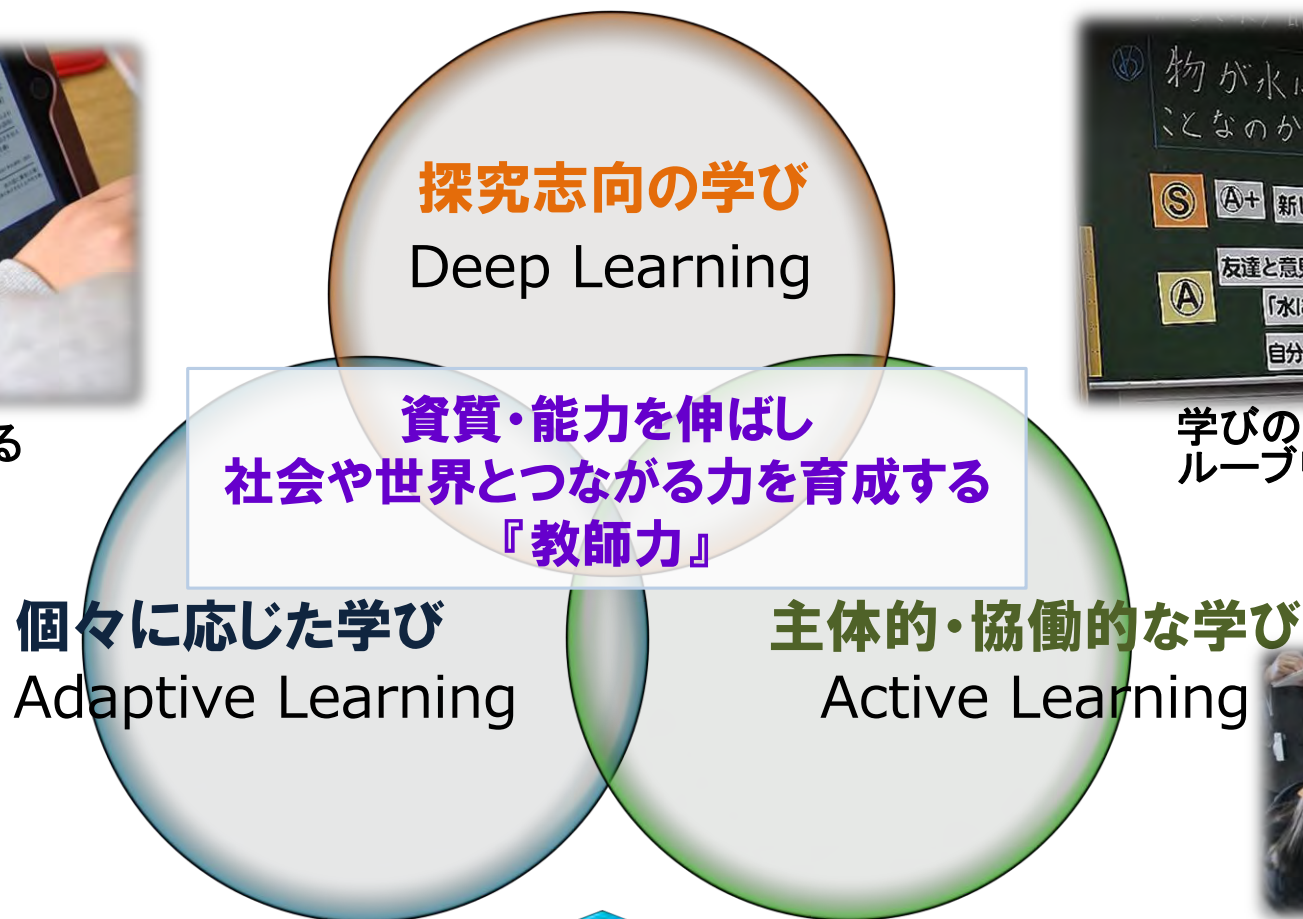 探究志向の学び
Deep Learning
資質・能力を伸ばし
社会や世界とつながる力を育成する
『教師力』
個々に応じた学び
Adaptive Learning
主体的・協働的な学び
Active Learning
る
学びの
ルーブ
物が水
ことなのか
Ⓢ Ⓐ+ 新
友達と意
Ⓐ
「水
自分